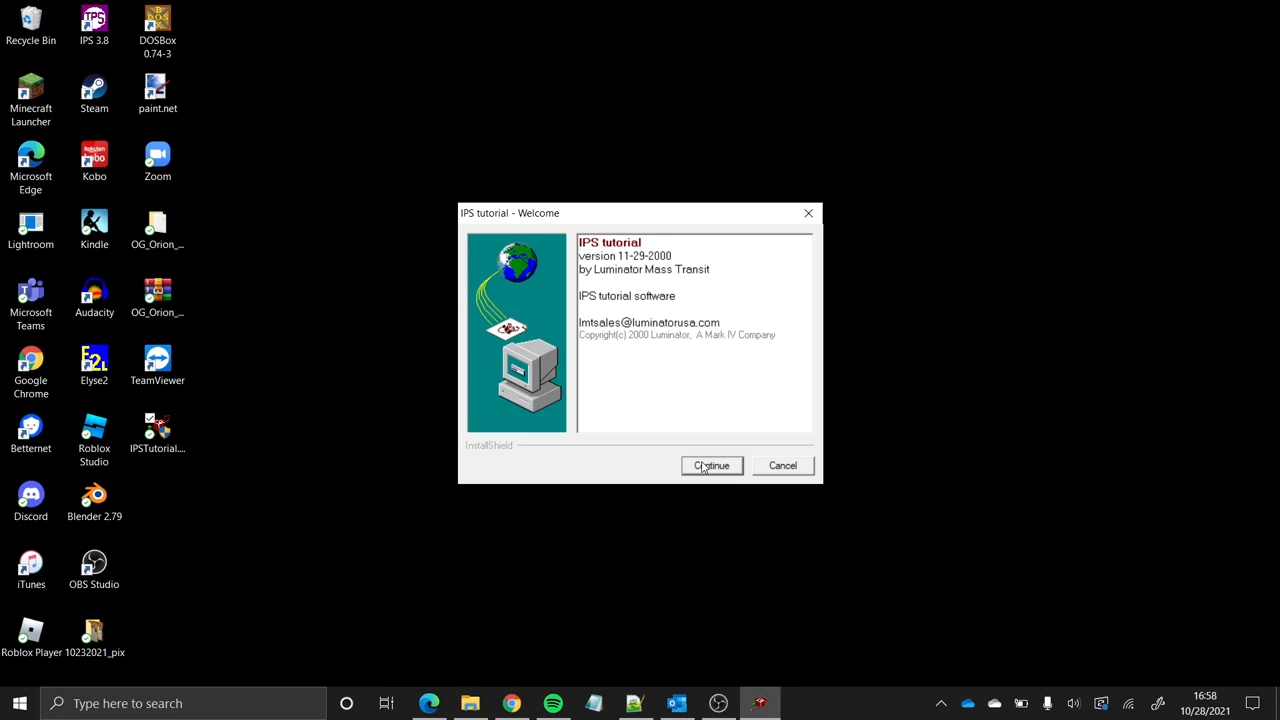 Recycle Bin
IPS 3.8
DOSBox
0.74-3
Minecraft
Launcher
Steam
paint.net
Microsoft
Edge
Kobo
Zoom
Lightroom
Kindle
OG_Orion_...
Microsoft
Teams
Audacity
OG_Orion_...
Google
Chrome
Elyse2
TeamViewer
Betternet
Roblox
Studio
IPSTutorial....
Discord
Blender 2.79
iTunes
OBS Studio
Roblox Player
10232021_pix
IPS tutorial - Welcome
IPS tutorial
version 11-29-2000
by Luminator Mass Transit
IPS tutorial software
lmtsales@luminatorusa.com
Copyright(c) 2000 Luminator, A Mark IV Company
InstallShield
Continue
Cancel
Type here to search
16:58
10/28/2021